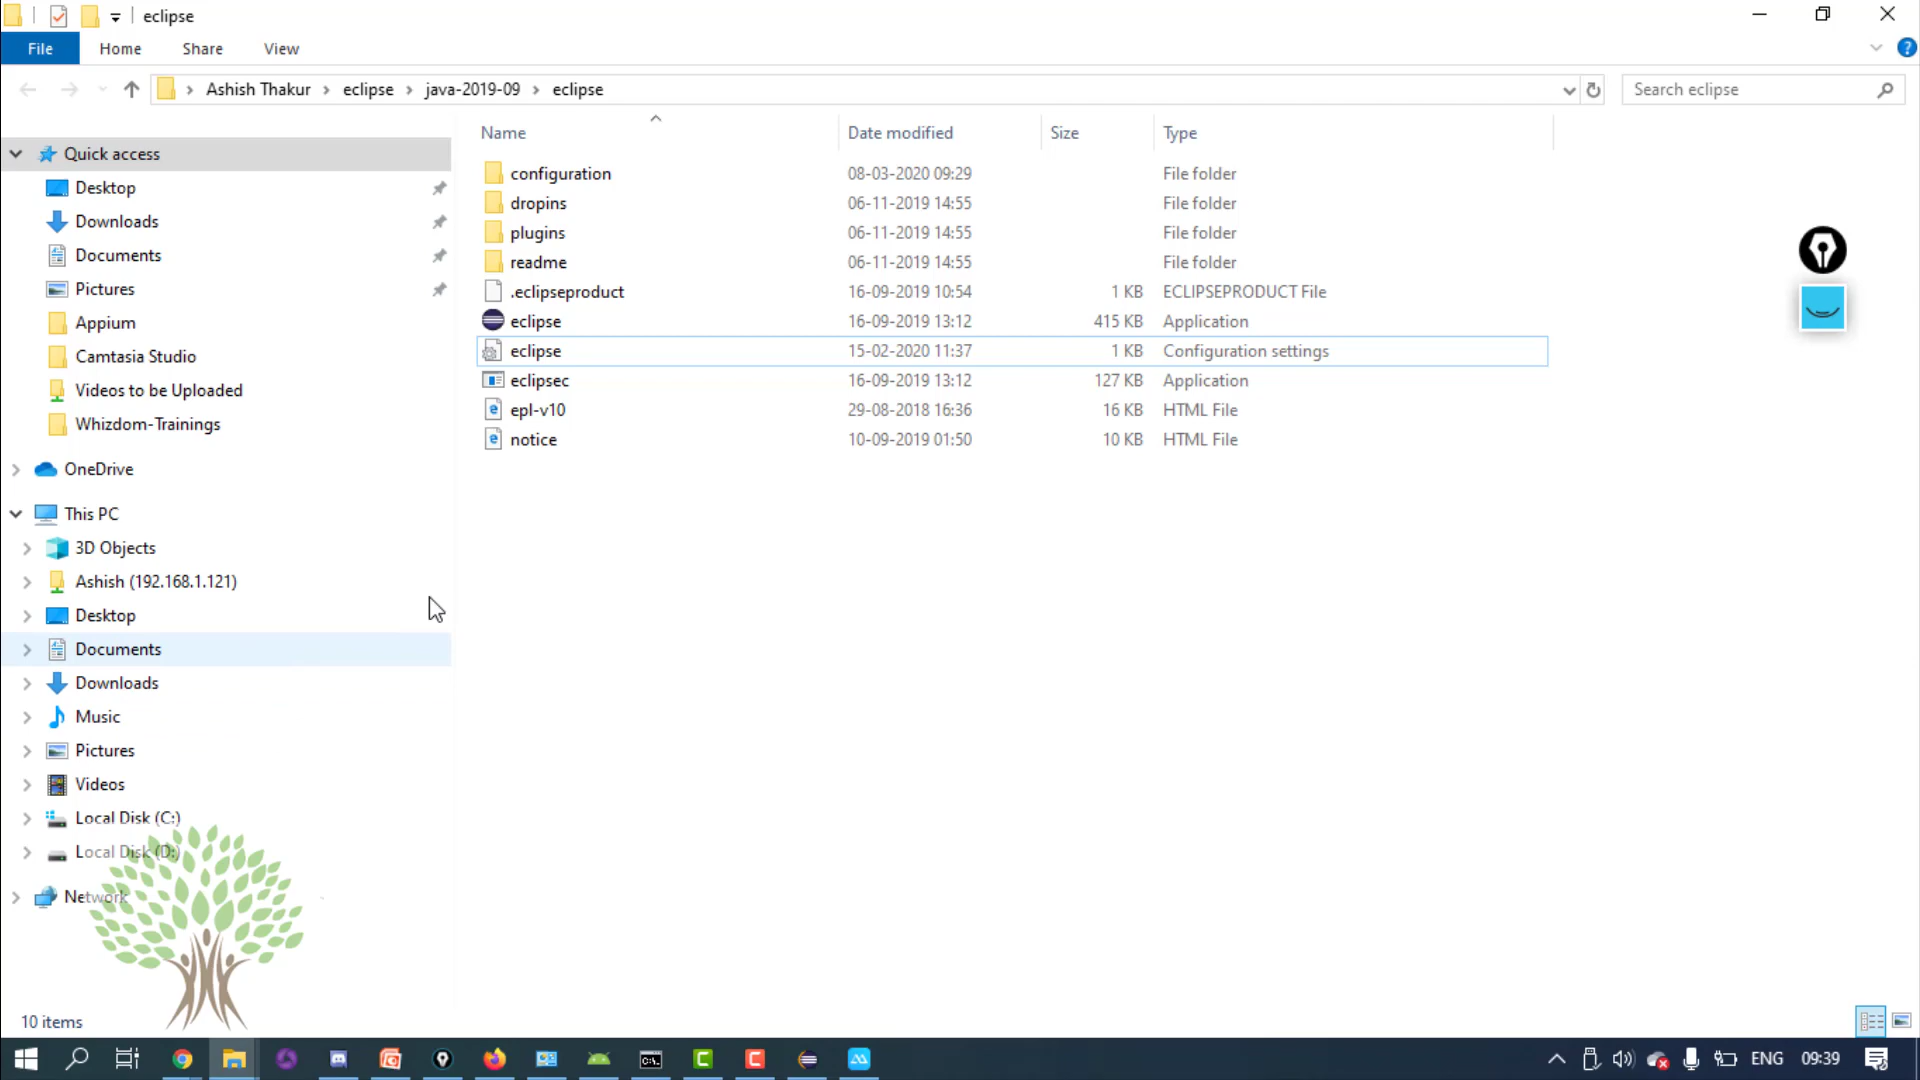 eclipse
File Home Share View
Ashish Thakur eclipse java-2019-09 eclipse
Search eclipse
Name Date modified Size Type
configuration 08-03-2020 09:29 File folder
dropins 06-11-2019 14:55 File folder
plugins 06-11-2019 14:55 File folder
readme 06-11-2019 14:55 File folder
.eclipseproduct 16-09-2019 10:54 1 KB ECLIPSEPRODUCT File
eclipse 16-09-2019 13:12 415 KB Application
eclipse 15-02-2020 11:37 1 KB Configuration settings
eclipsec 16-09-2019 13:12 127 KB Application
epl-v10 29-08-2018 16:36 16 KB HTML File
notice 10-09-2019 01:50 10 KB HTML File
Quick access
Desktop
Downloads
Documents
Pictures
Appium
Camtasia Studio
Videos to be Uploaded
Whizdom-Trainings
OneDrive
This PC
3D Objects
Ashish (192.168.1.121)
Desktop
Documents
Downloads
Music
Pictures
Videos
Local Disk (C:)
Local Disk (D:)
Network
10 items
ENG 09:39